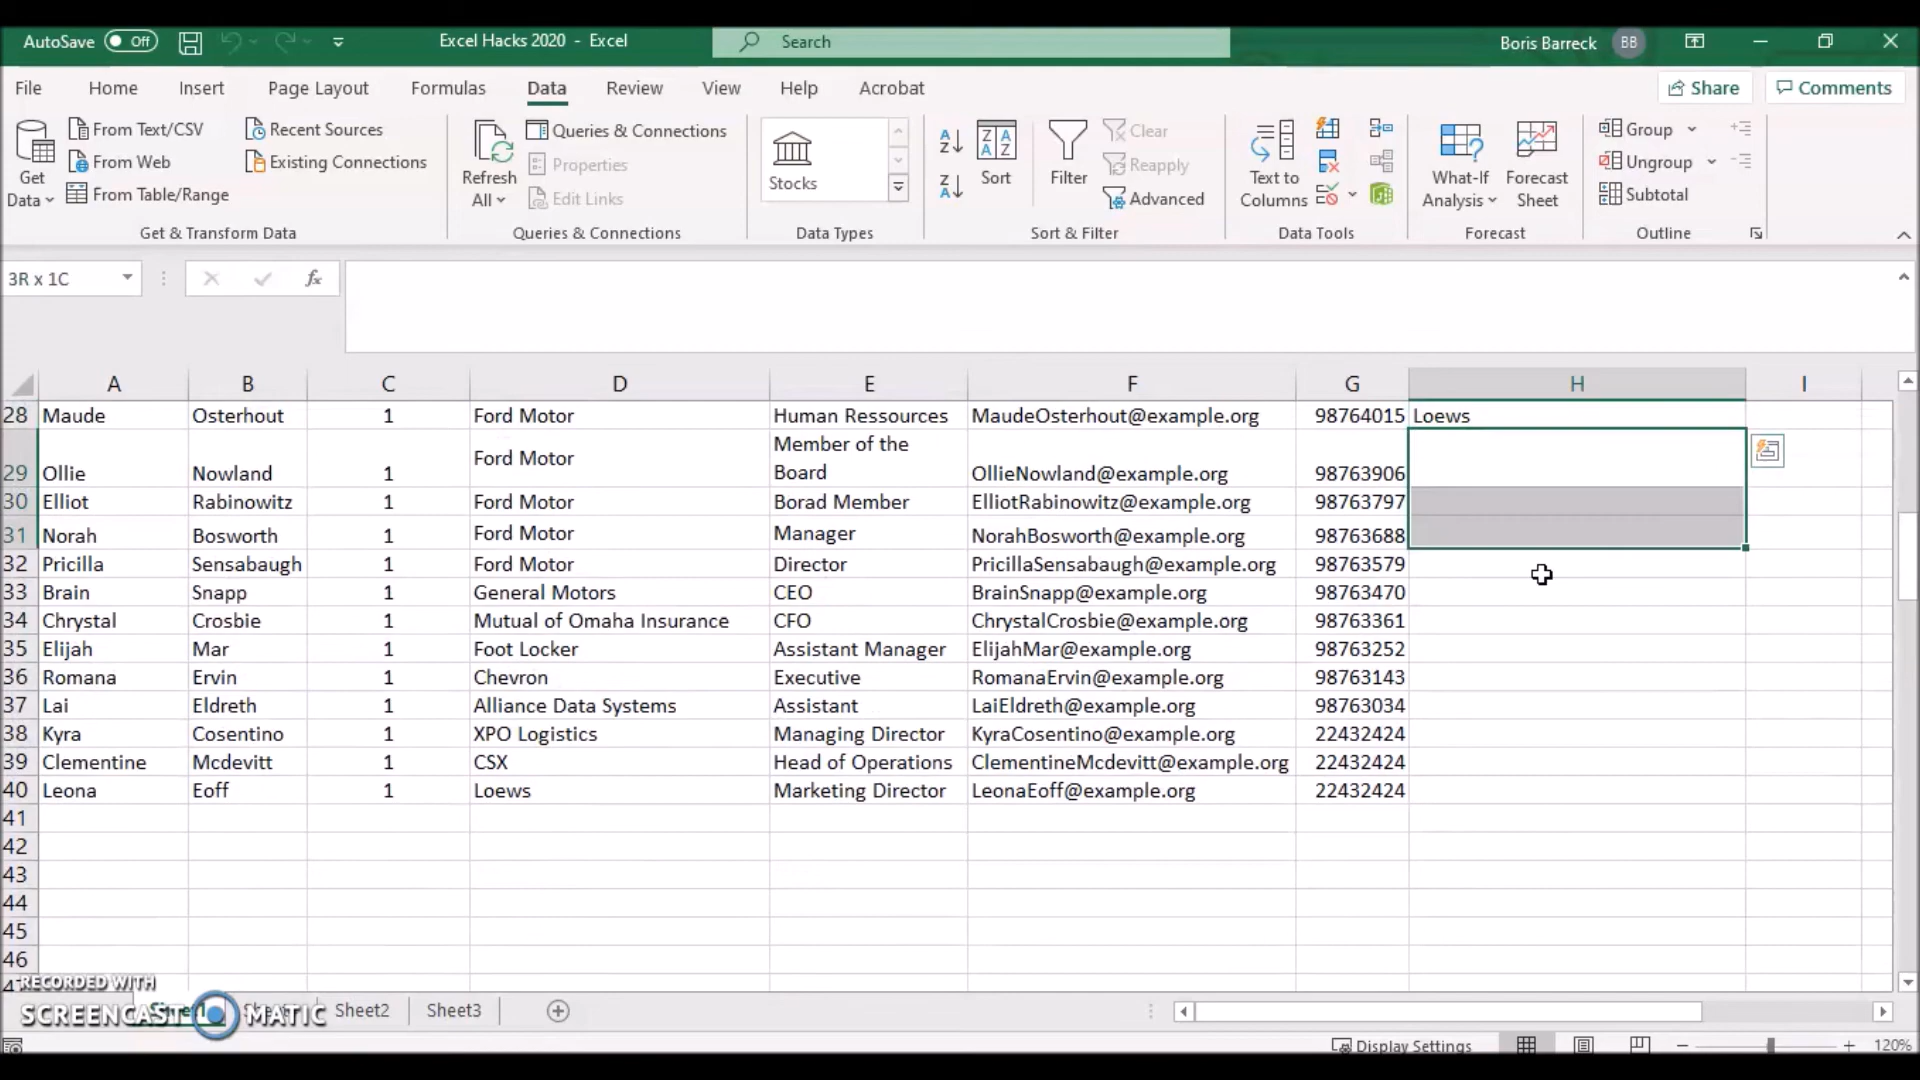 AutoSave Off Excel Hacks 2020 - Excel Search Boris Barreck BB
File Home Insert Page Layout Formulas Data Review View Help Acrobat Share Comments
Get Data
From Text/CSV
From Web
From Table/Range
Recent Sources
Existing Connections
Get & Transform Data
Refresh All
Queries & Connections
Properties
Edit Links
Queries & Connections
Stocks
Data Types
Sort
Filter
Clear
Reapply
Advanced
Sort & Filter
Text to Columns
Data Tools
What-If Analysis
Forecast Sheet
Forecast
Group
Ungroup
Subtotal
Outline
3R x 1C fx
A B C D E F G H I
28 Maude Osterhout 1 Ford Motor Human Ressources MaudeOsterhout@example.org 98764015 Loews
29 Ollie Nowland 1 Ford Motor Member of the Board OllieNowland@example.org 98763906
30 Elliot Rabinowitz 1 Ford Motor Borad Member ElliotRabinowitz@example.org 98763797
31 Norah Bosworth 1 Ford Motor Manager NorahBosworth@example.org 98763688
32 Pricilla Sensabaugh 1 Ford Motor Director PricillaSensabaugh@example.org 98763579
33 Brain Snapp 1 General Motors CEO BrainSnapp@example.org 98763470
34 Chrystal Crosbie 1 Mutual of Omaha Insurance CFO ChrystalCrosbie@example.org 98763361
35 Elijah Mar 1 Foot Locker Assistant Manager ElijahMar@example.org 98763252
36 Romana Ervin 1 Chevron Executive RomanaErvin@example.org 98763143
37 Lai Eldreth 1 Alliance Data Systems Assistant LaiEldreth@example.org 98763034
38 Kyra Cosentino 1 XPO Logistics Managing Director KyraCosentino@example.org 22432424
39 Clementine Mcdevitt 1 CSX Head of Operations ClementineMcdevitt@example.org 22432424
40 Leona Eoff 1 Loews Marketing Director LeonaEoff@example.org 22432424
41
42
43
44
45
46
RECORDED WITH
SCREENCAST MATIC
Sheet2 Sheet3
Display Settings 120%